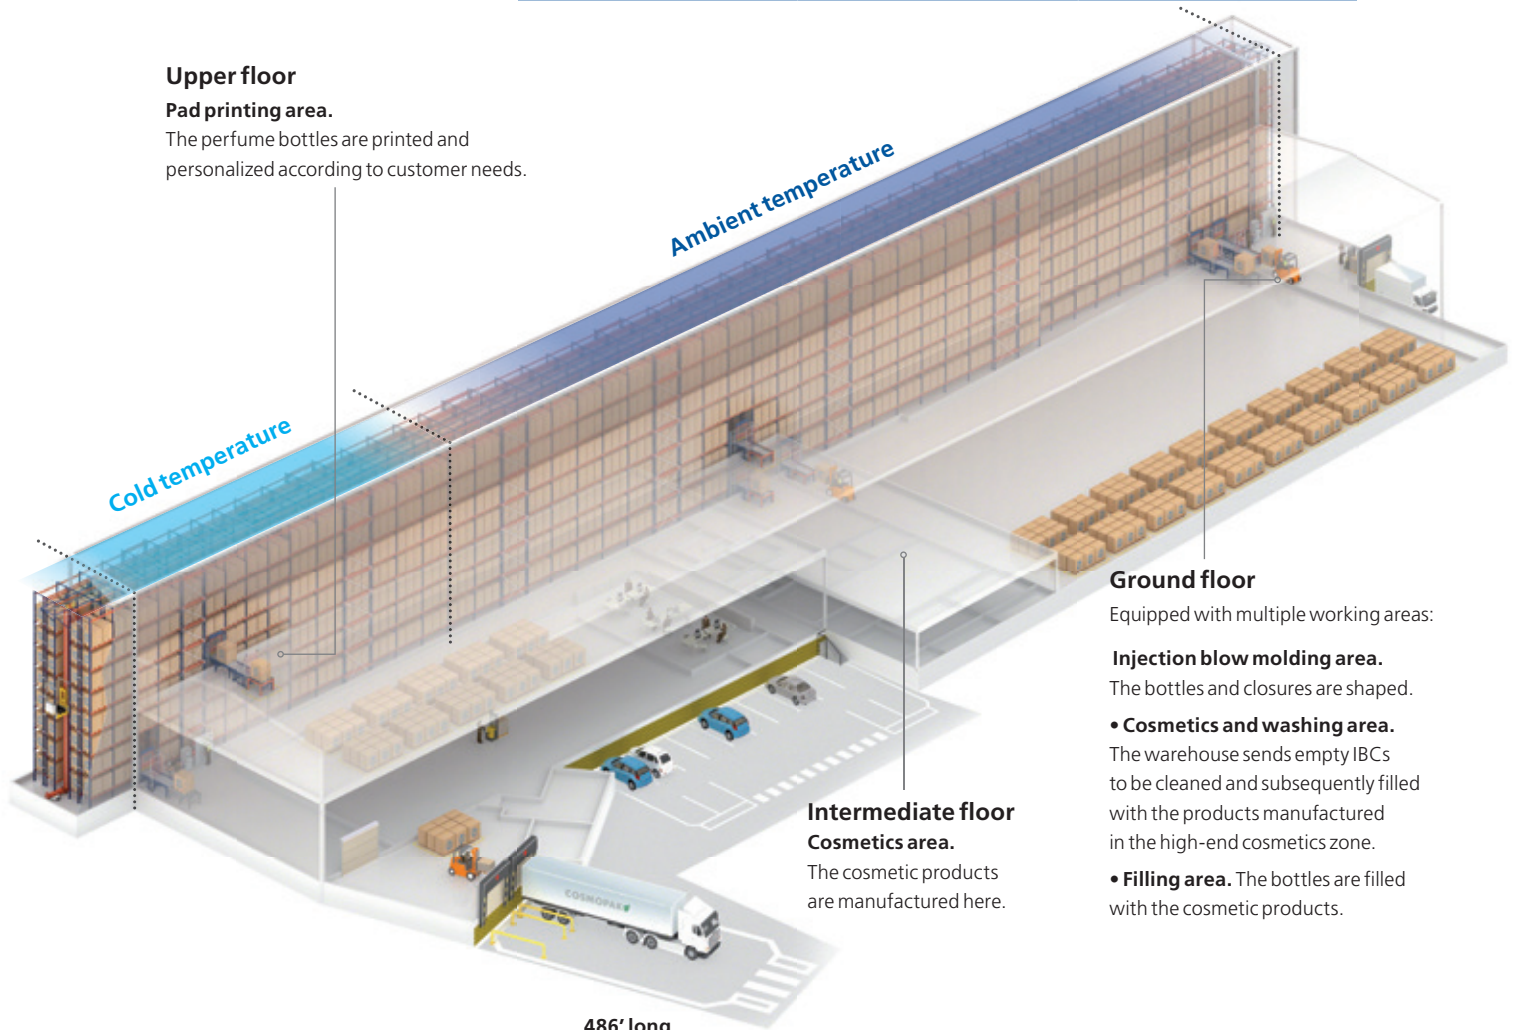 Upper floor
Pad printing area.
The perfume bottles are printed and
personalized according to customer needs.
Ambient temperature
Cold temperature
Ground floor
Equipped with multiple working areas:
Injection blow molding area.
The bottles and closures are shaped.
• Cosmetics and washing area.
The warehouse sends empty IBCs
to be cleaned and subsequently filled
with the products manufactured
in the high-end cosmetics zone.
• Filling area. The bottles are filled
with the cosmetic products.
Intermediate floor
Cosmetics area.
The cosmetic products
are manufactured here.
COSMOPAK
486' long